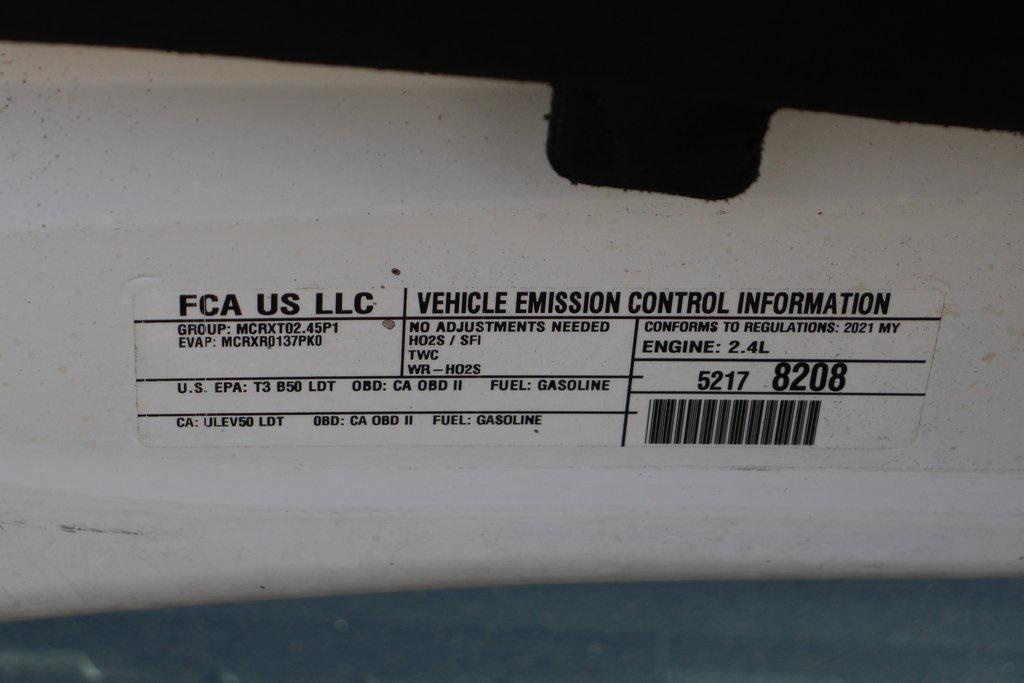 FCA US LLC
VEHICLE EMISSION CONTROL INFORMATION
GROUP: MCRXT02.45P1
EVAP: MCRXR0137PK0
NO ADJUSTMENTS NEEDED
HO2S / SFI
TWC
WR-HO2S
CONFORMS TO REGULATIONS: 2021 MY
ENGINE: 2.4L
U.S. EPA: T3 B50 LDT OBD: CA OBD II FUEL: GASOLINE
5217 8208
CA: ULEV50 LDT OBD: CA OBD II FUEL: GASOLINE